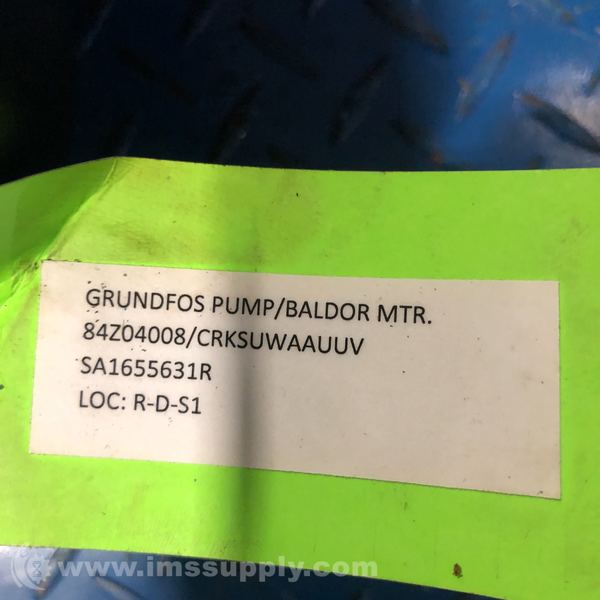 GRUNDFOS PUMP/BALDOR MTR.
84Z04008/CRKSUWAAUUV
SA1655631R
LOC: R-D-S1
www.imssupply.com